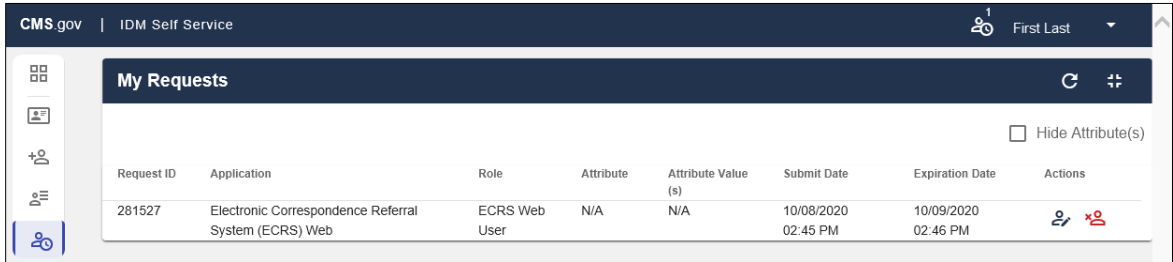 CMS.gov | IDM Self Service
1
First Last
My Requests
Hide Attribute(s)
Request ID Application Role Attribute Attribute Value Submit Date Expiration Date Actions
(s)
281527 Electronic Correspondence Referral ECRS Web N/A N/A 10/08/2020 10/09/2020
System (ECRS) Web User 02:45 PM 02:46 PM